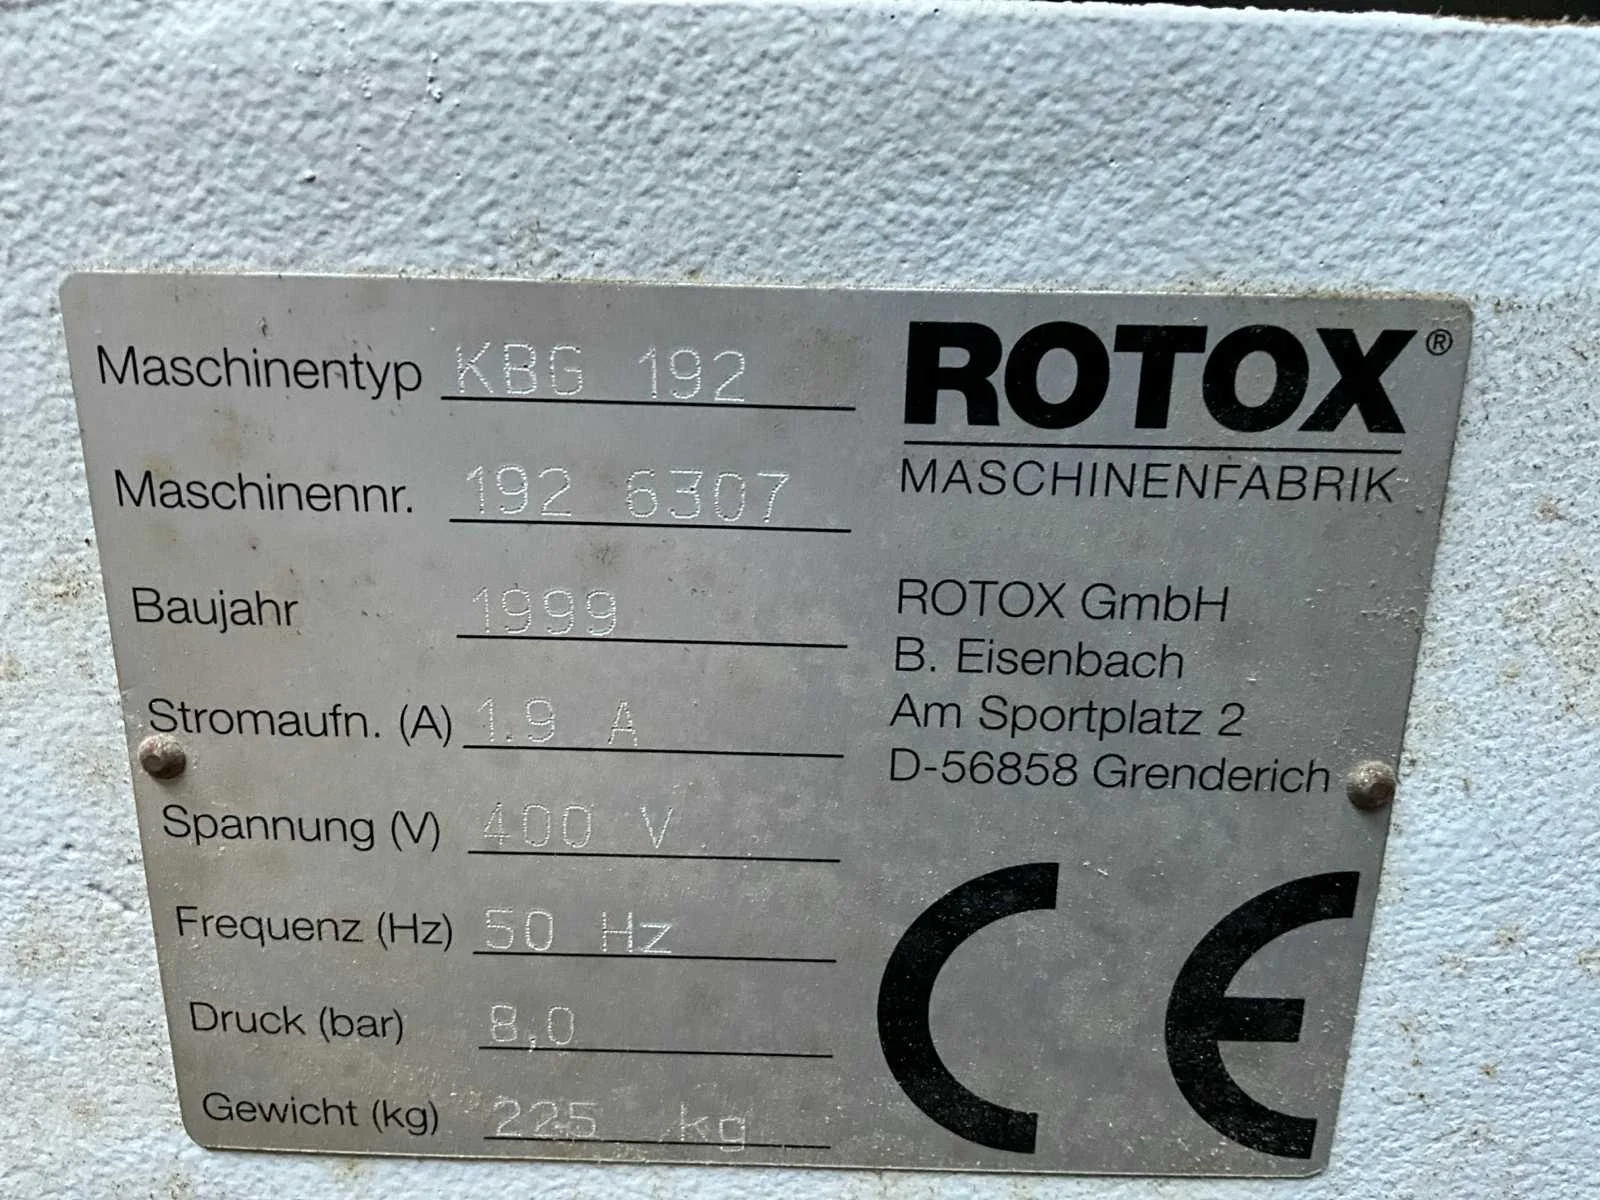 Maschinentyp KBG 192
Maschinennr. 192 6307
Baujahr 1999
Stromaufn. (A) 1.9 A
Spannung (V) 400 V
Frequenz (Hz) 50 Hz
Druck (bar) 8,0
Gewicht (kg) 225 kg
ROTOX®
MASCHINENFABRIK
ROTOX GmbH
B. Eisenbach
Am Sportplatz 2
D-56858 Grenderich
CE